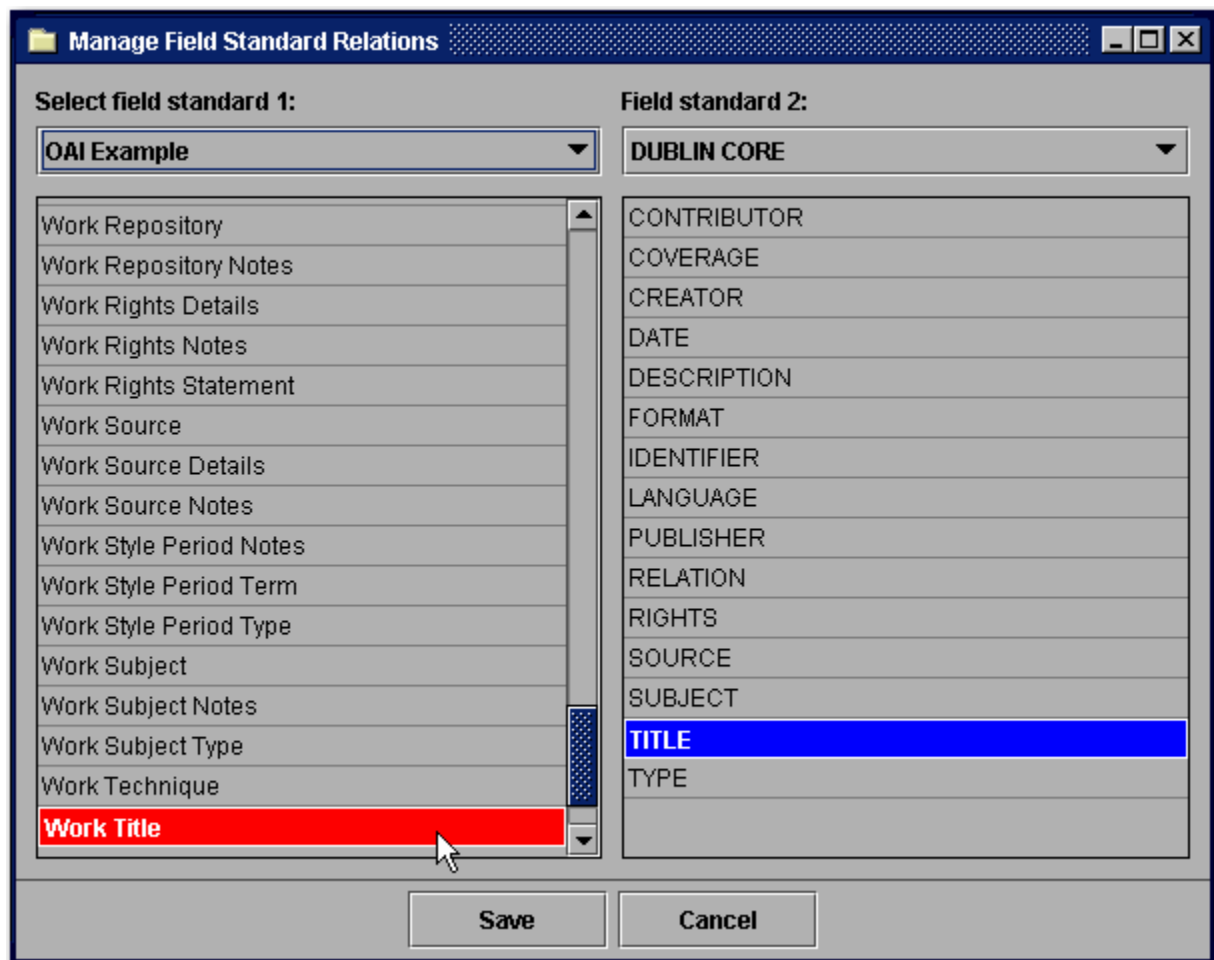 Manage Field Standard Relations
Select field standard 1:
Field standard 2:
OAI Example
DUBLIN CORE
Work Repository
Work Repository Notes
Work Rights Details
Work Rights Notes
Work Rights Statement
Work Source
Work Source Details
Work Source Notes
Work Style Period Notes
Work Style Period Term
Work Style Period Type
Work Subject
Work Subject Notes
Work Subject Type
Work Technique
Work Title
CONTRIBUTOR
COVERAGE
CREATOR
DATE
DESCRIPTION
FORMAT
IDENTIFIER
LANGUAGE
PUBLISHER
RELATION
RIGHTS
SOURCE
SUBJECT
TITLE
TYPE
Save
Cancel